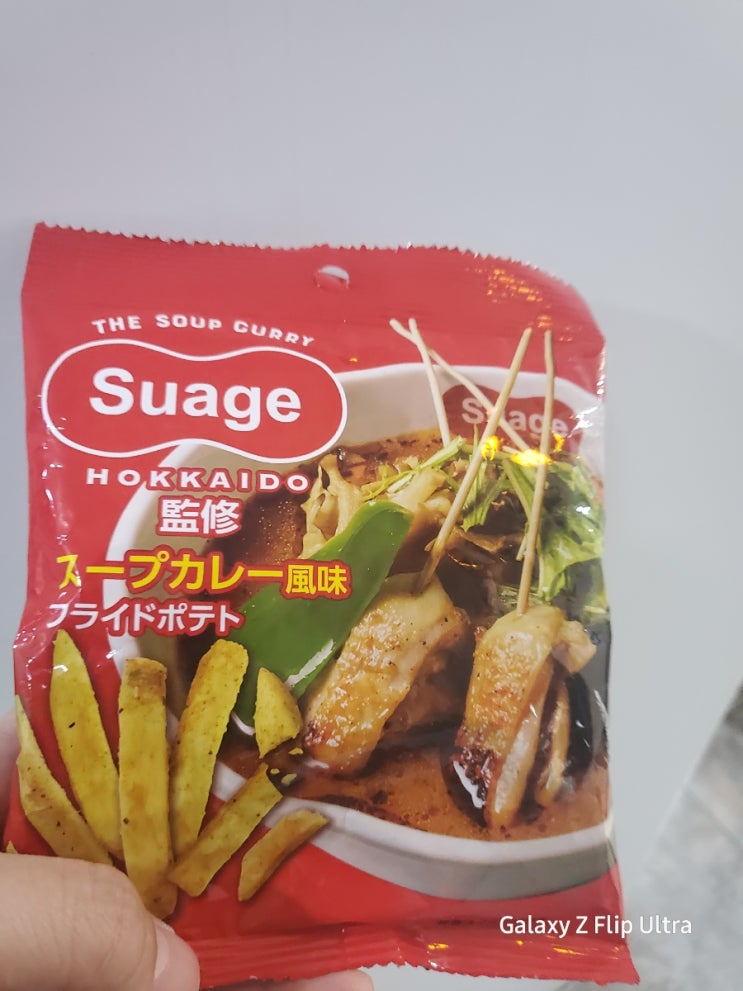 THE SOUP CURRY
Suage
Suage
HOKKAIDO
監修
スープカレー風味
フライドポテト
Galaxy Z Flip Ultra